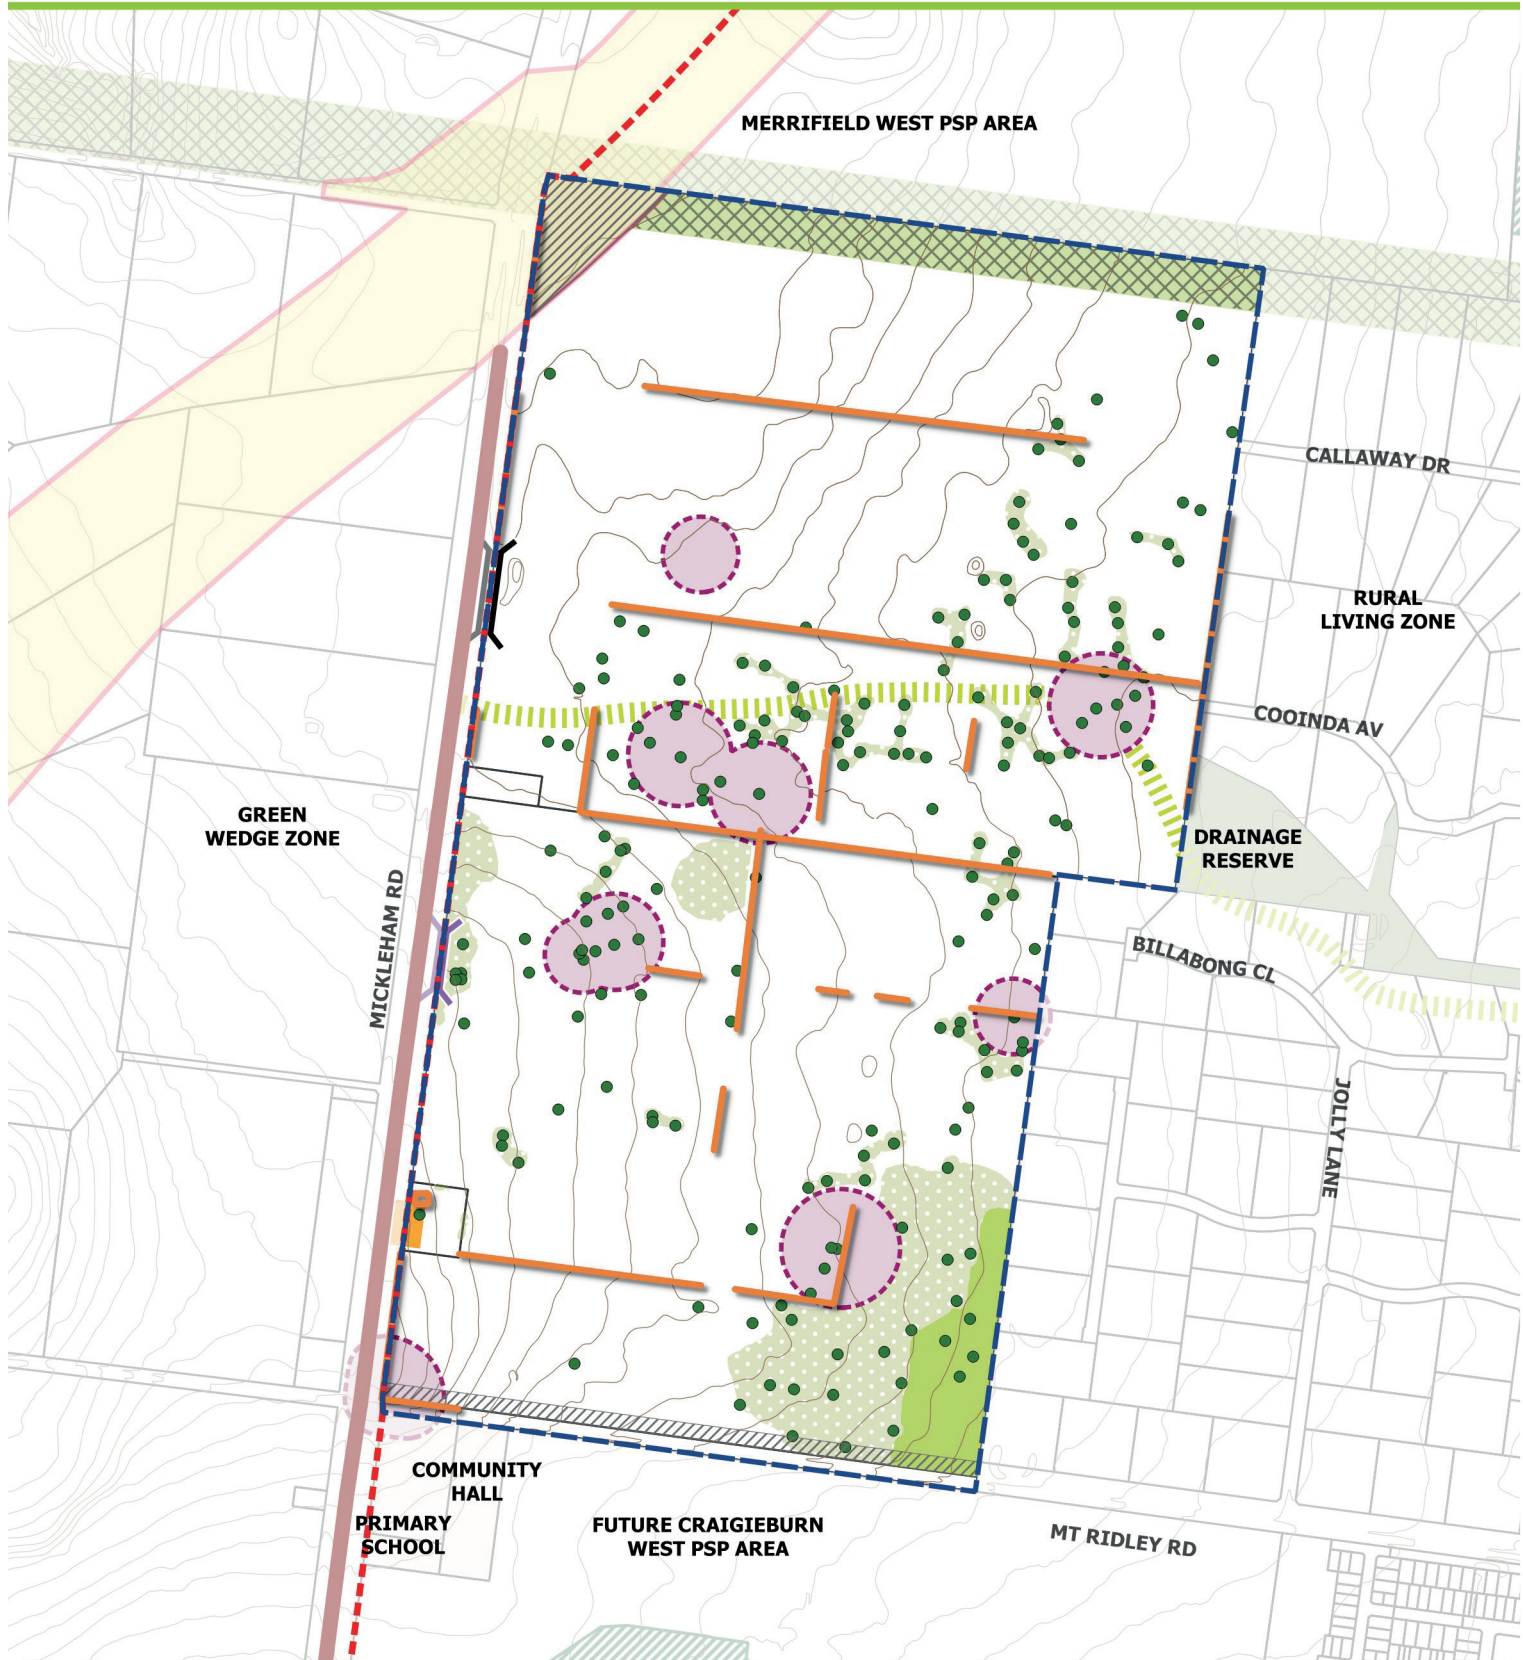 MERRIFIELD WEST PSP AREA
CALLAWAY DR
RURAL
LIVING ZONE
COOINDA AV
GREEN
WEDGE ZONE
DRAINAGE
RESERVE
MICKLEHAM RD
BILLABONG CL
JOLLY LANE
COMMUNITY
HALL
PRIMARY
SCHOOL
FUTURE CRAIGIEBURN
WEST PSP AREA
MT RIDLEY RD